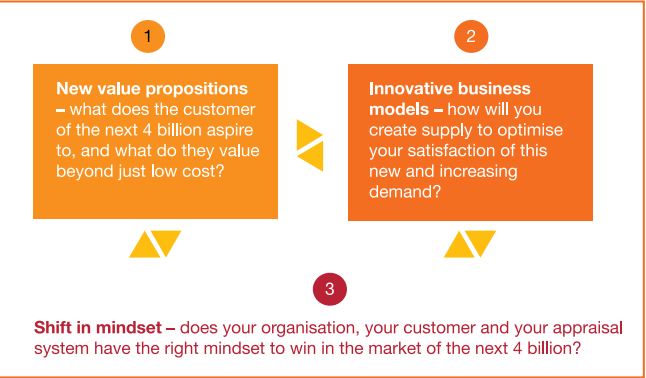 1
New value propositions
– what does the customer
of the next 4 billion aspire
to, and what do they value
beyond just low cost?
2
Innovative business
models – how will you
create supply to optimise
your satisfaction of this
new and increasing
demand?
3
Shift in mindset – does your organisation, your customer and your appraisal
system have the right mindset to win in the market of the next 4 billion?